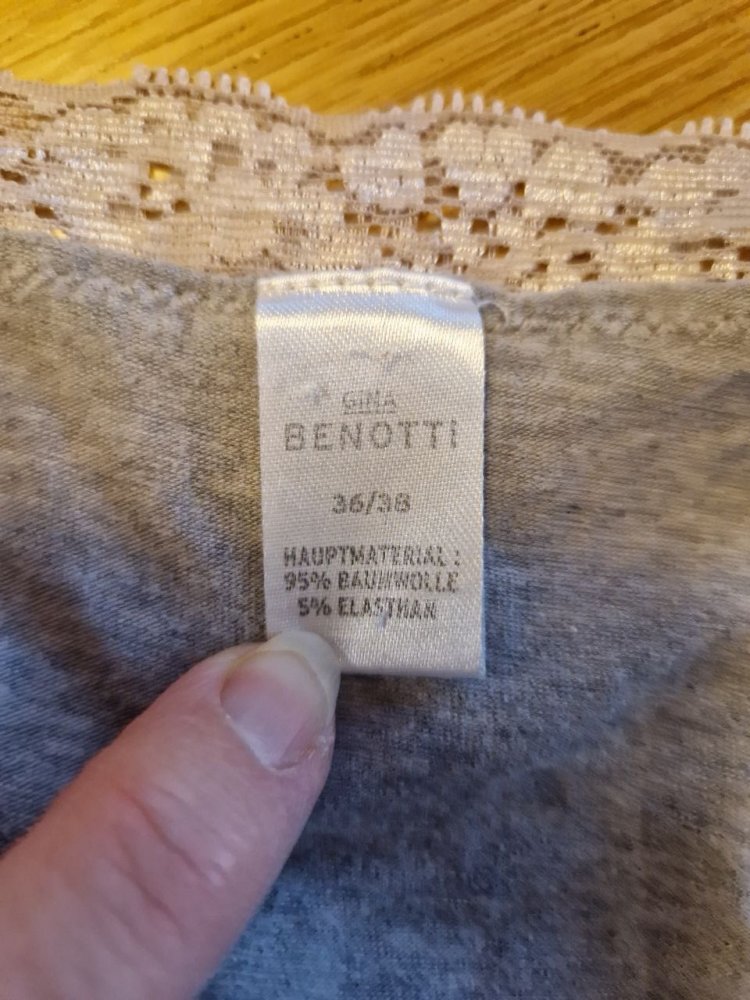 GINA
BENOTTi
36/38
HAUPTMATERIAL :
95% BAUMWOLLE
5% ELASTHAN